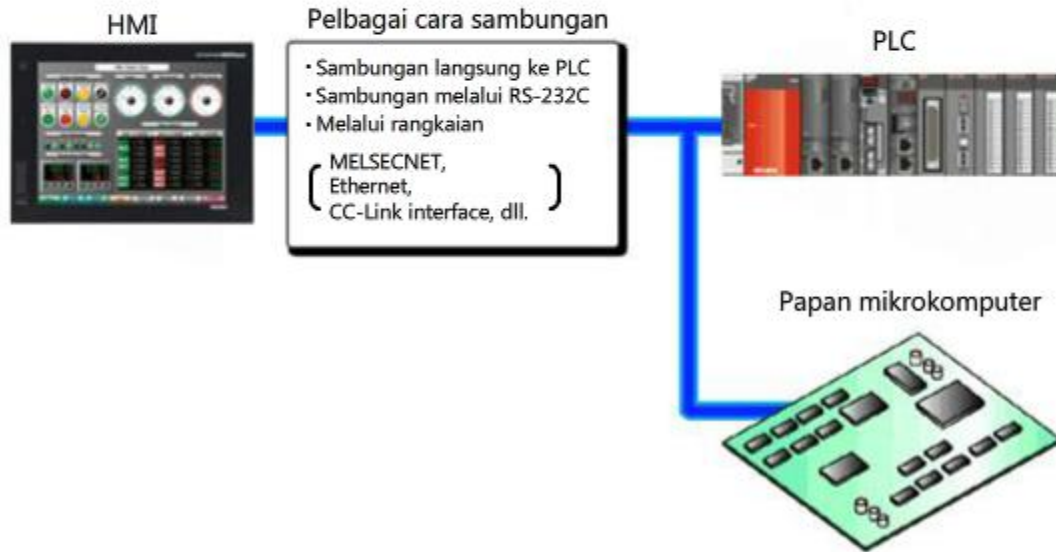 HMI
Pelbagai cara sambungan
・Sambungan langsung ke PLC
・Sambungan melalui RS-232C
・Melalui rangkaian
MELSECNET,
Ethernet,
CC-Link interface, dll.
PLC
Papan mikrokomputer